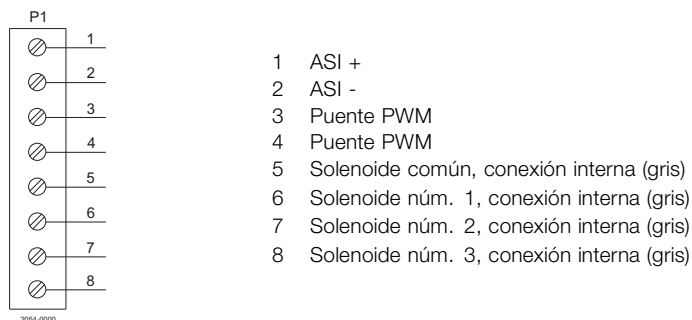 P1
1
2
3
4
5
6
7
8
2054-0000
1 ASI +
2 ASI -
3 Puente PWM
4 Puente PWM
5 Solenoide común, conexión interna (gris)
6 Solenoide núm. 1, conexión interna (gris)
7 Solenoide núm. 2, conexión interna (gris)
8 Solenoide núm. 3, conexión interna (gris)